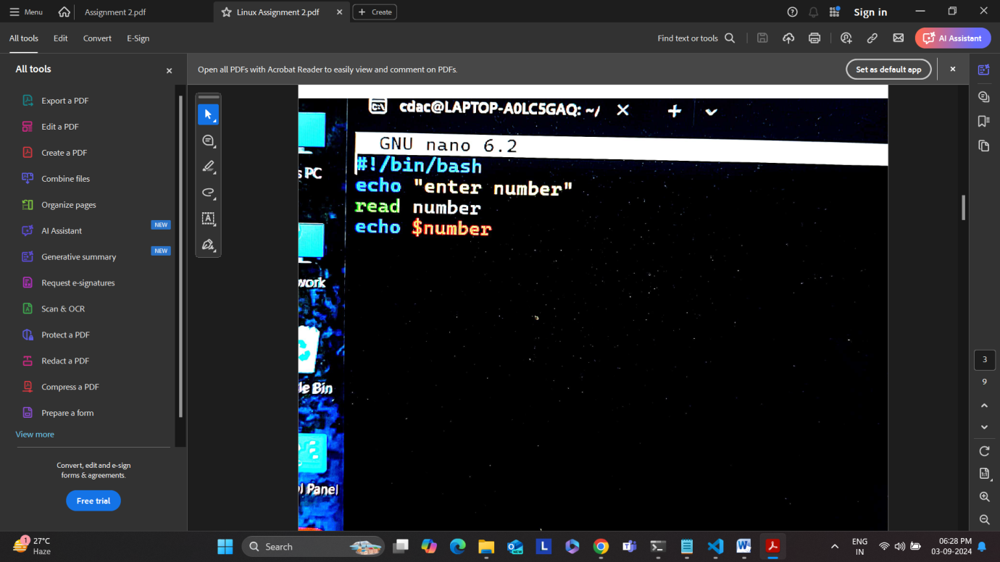 Menu
Assignment 2.pdf
Linux Assignment 2.pdf
Create
Sign in
All tools
Edit
Convert
E-Sign
Find text or tools
AI Assistant
All tools
Open all PDFs with Acrobat Reader to easily view and comment on PDFs.
Set as default app
Export a PDF
Edit a PDF
Create a PDF
Combine files
Organize pages
AI Assistant
NEW
Generative summary
NEW
Request e-signatures
Scan & OCR
Protect a PDF
Redact a PDF
Compress a PDF
Prepare a form
View more
Convert, edit and e-sign
forms & agreements.
Free trial
cdac@LAPTOP-A0LC5GAQ: ~/
GNU nano 6.2
#!/bin/bash
echo "enter number"
read number
echo $number
s PC
work
le Bin
l Panel
3
9
1
27°C
Haze
Search
NEW
L
ENG
IN
06:28 PM
03-09-2024